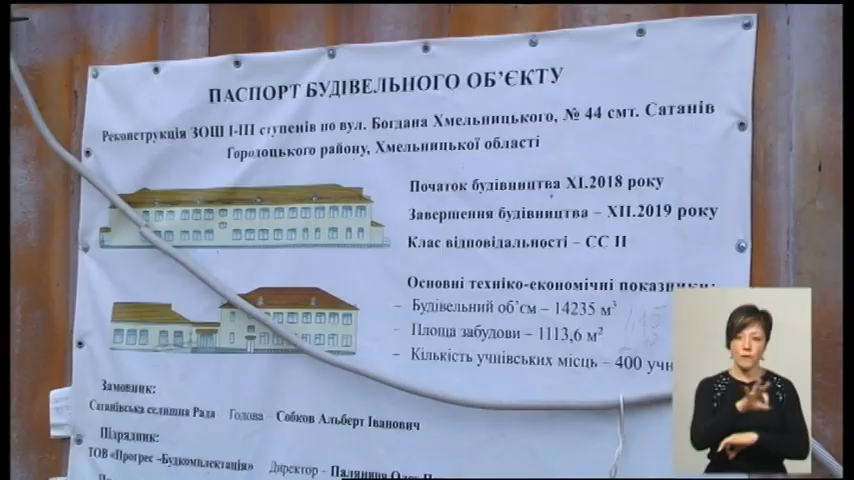 ПАСПОРТ БУДІВЕЛЬНОГО ОБ'ЄКТУ
Реконструкція ЗОШ І-ІІІ ступенів по вул. Богдана Хмельницького, № 44 смт. Сатанів
Городоцького району, Хмельницької області
Початок будівництва ХІ.2018 року
Завершення будівництва – ХІІ.2019 року
Клас відповідальності – СС ІІ
Основні техніко-економічні показники:
– Будівельний об'єм – 14235 м³
– Площа забудови – 1113,6 м²
– Кількість учнівських місць – 400 учн
Замовник:
Сатанівська селищна Рада Голова – Собков Альберт Іванович
Підрядник:
ТОВ «Прогрес –Будкомплектація» Директор –